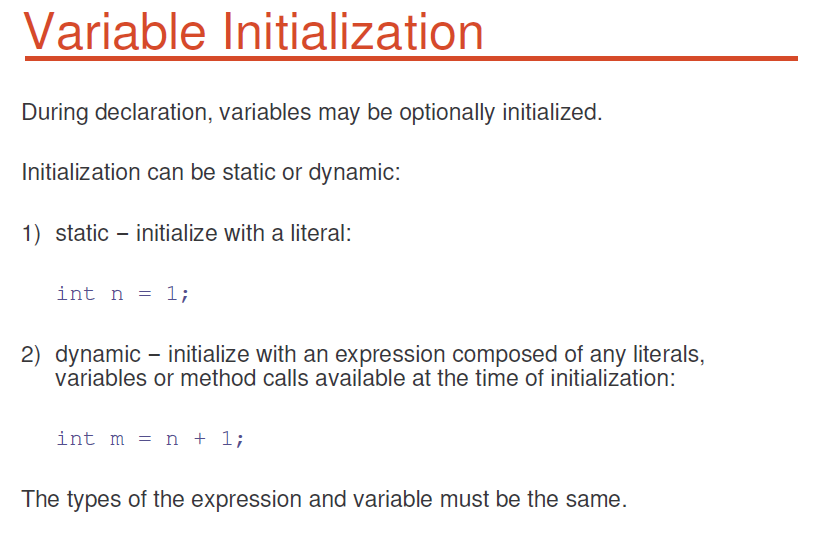 Variable Initialization
During declaration, variables may be optionally initialized.
Initialization can be static or dynamic:
1) static – initialize with a literal:
int n = 1;
2) dynamic – initialize with an expression composed of any literals,
variables or method calls available at the time of initialization:
int m = n + 1;
The types of the expression and variable must be the same.